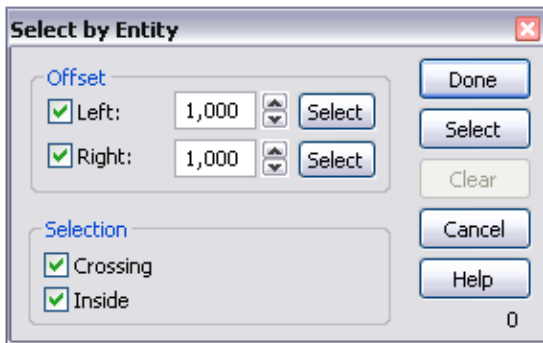 Select by Entity
Offset
Left: 1,000 Select
Right: 1,000 Select
Selection
Crossing
Inside
Done
Select
Clear
Cancel
Help
0